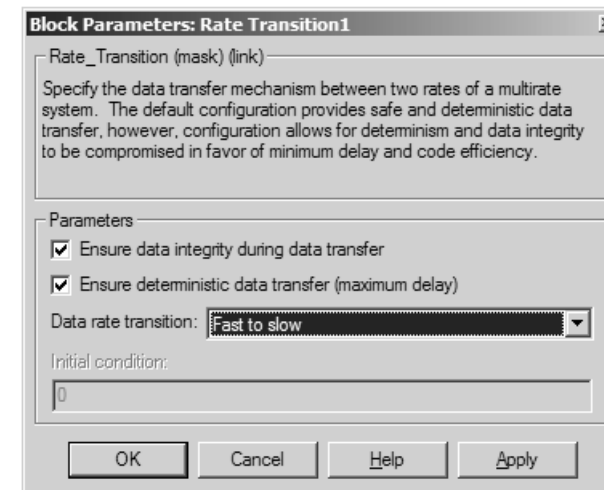 Block Parameters: Rate Transition1
Rate_Transition (mask) (link)
Specify the data transfer mechanism between two rates of a multirate
system. The default configuration provides safe and deterministic data
transfer, however, configuration allows for determinism and data integrity
to be compromised in favor of minimum delay and code efficiency.
Parameters
Ensure data integrity during data transfer
Ensure deterministic data transfer (maximum delay)
Data rate transition: Fast to slow
Initial condition:
0
OK Cancel Help Apply